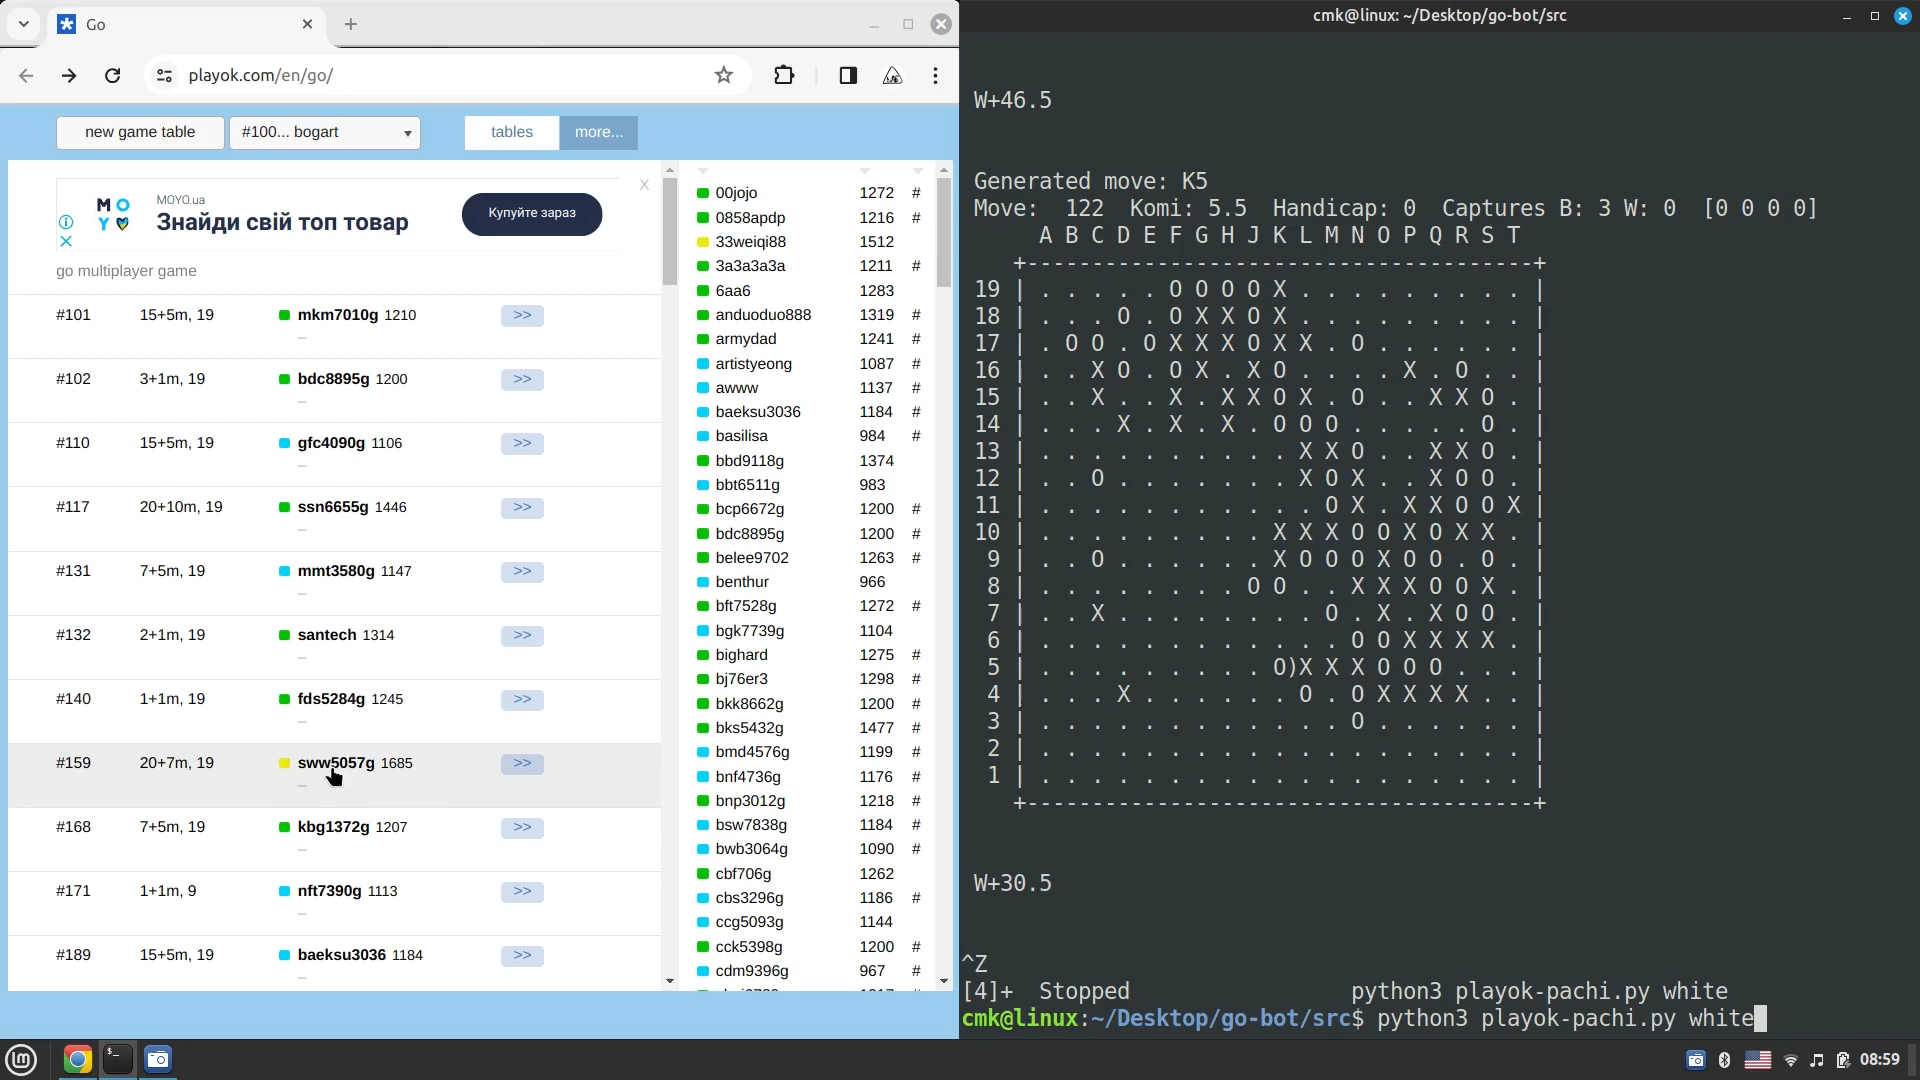 Go
playok.com/en/go/
new game table
#100... bogart
tables
more...
MOYO.ua
Знайди свій топ товар
Купуйте зараз
X
go multiplayer game
#101 15+5m, 19 mkm7010g 1210 >>
–
#102 3+1m, 19 bdc8895g 1200 >>
–
#110 15+5m, 19 gfc4090g 1106 >>
–
#117 20+10m, 19 ssn6655g 1446 >>
–
#131 7+5m, 19 mmt3580g 1147 >>
–
#132 2+1m, 19 santech 1314 >>
–
#140 1+1m, 19 fds5284g 1245 >>
–
#159 20+7m, 19 sww5057g 1685 >>
–
#168 7+5m, 19 kbg1372g 1207 >>
–
#171 1+1m, 9 nft7390g 1113 >>
–
#189 15+5m, 19 baeksu3036 1184 >>
–
00jojo 1272 #
0858apdp 1216 #
33weiqi88 1512
3a3a3a3a 1211 #
6aa6 1283
anduoduo888 1319 #
armydad 1241 #
artistyeong 1087 #
awww 1137 #
baeksu3036 1184 #
basilisa 984 #
bbd9118g 1374
bbt6511g 983
bcp6672g 1200 #
bdc8895g 1200 #
belee9702 1263 #
benthur 966
bft7528g 1272 #
bgk7739g 1104
bighard 1275 #
bj76er3 1298 #
bkk8662g 1200 #
bks5432g 1477 #
bmd4576g 1199 #
bnf4736g 1176 #
bnp3012g 1218 #
bsw7838g 1184 #
bwb3064g 1090 #
cbf706g 1262
cbs3296g 1186 #
ccg5093g 1144
cck5398g 1200 #
cdm9396g 967 #
cmk@linux: ~/Desktop/go-bot/src
W+46.5
Generated move: K5
Move: 122 Komi: 5.5 Handicap: 0 Captures B: 3 W: 0 [0 0 0 0]
A B C D E F G H J K L M N O P Q R S T
+---------------------------------------+
19 | . . . . . O O O O X . . . . . . . . . |
18 | . . . O . O X X O X . . . . . . . . . |
17 | . O O . O X X X O X X . O . . . . . . |
16 | . . X O . O X . X O . . . . X . O . . |
15 | . . X . . X . X X O X . O . . X X O . |
14 | . . . X . X . X . O O O . . . . . O . |
13 | . . . . . . . . . . X X O . . X X O . |
12 | . . O . . . . . . . X O X . . X O O . |
11 | . . . . . . . . . . . O X . X X O O X |
10 | . . . . . . . . . X X X O O X O X X . |
9 | . . O . . . . . . X O O O X O O . O . |
8 | . . . . . . . . O O . . X X X O O X . |
7 | . . X . . . . . . . . O . X . X O O . |
6 | . . . . . . . . . . . . O O X X X X . |
5 | . . . . . . . . . O)X X X O O O . . . |
4 | . . . X . . . . . . O . O X X X X . . |
3 | . . . . . . . . . . . . O . . . . . . |
2 | . . . . . . . . . . . . . . . . . . . |
1 | . . . . . . . . . . . . . . . . . . . |
+---------------------------------------+
W+30.5
^Z
[4]+ Stopped python3 playok-pachi.py white
cmk@linux:~/Desktop/go-bot/src$ python3 playok-pachi.py white
08:59